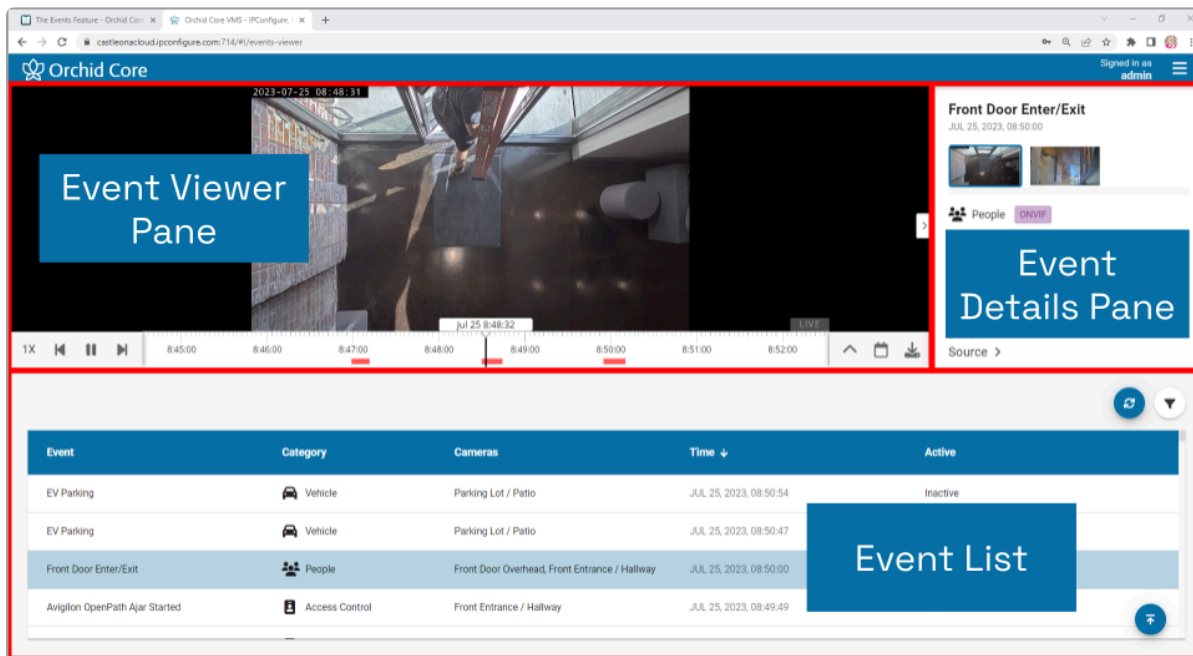 The Events Feature - Orchid Core
Orchid Core VMS - IPConfigure,
castleonacloud.ipconfigure.com:714/#!/events-viewer
Orchid Core
Signed in as
admin
2023-07-25 08:48:31
Event Viewer
Pane
Jul 25 8:48:32
LIVE
1X
8:45:00 8:46:00 8:47:00 8:48:00 8:49:00 8:50:00 8:51:00 8:52:00
Front Door Enter/Exit
JUL 25, 2023, 08:50:00
People ONVIF
Event
Details Pane
Source
Event Category Cameras Time Active
EV Parking Vehicle Parking Lot / Patio JUL 25, 2023, 08:50:54 Inactive
EV Parking Vehicle Parking Lot / Patio JUL 25, 2023, 08:50:47
Front Door Enter/Exit People Front Door Overhead, Front Entrance / Hallway JUL 25, 2023, 08:50:00
Avigilon OpenPath Ajar Started Access Control Front Entrance / Hallway JUL 25, 2023, 08:49:49
Event List